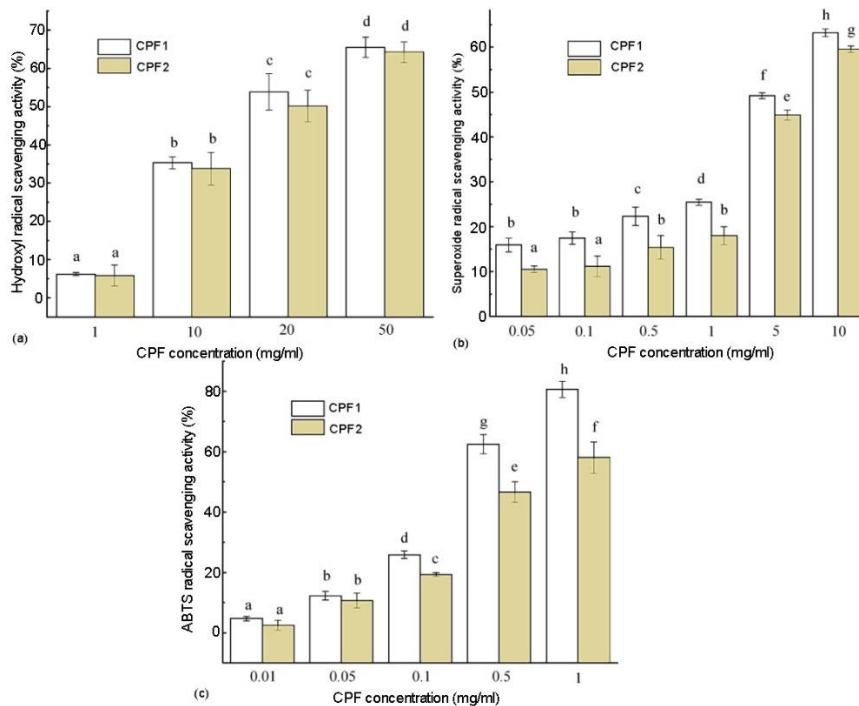 Hydroxyl radical scavenging activity (%)
70
60
50
40
30
20
10
0
CPF1
CPF2
a a b b c c d d
1 10 20 50
CPF concentration (mg/ml)
(a)
Superoxide radical scavenging activity (%)
60
50
40
30
20
10
0
CPF1
CPF2
b a b a c b d b f e h g
0.05 0.1 0.5 1 5 10
CPF concentration (mg/ml)
(b)
ABTS radical scavenging activity (%)
80
60
40
20
0
CPF1
CPF2
a a b b d c g e h f
0.01 0.05 0.1 0.5 1
CPF concentration (mg/ml)
(c)